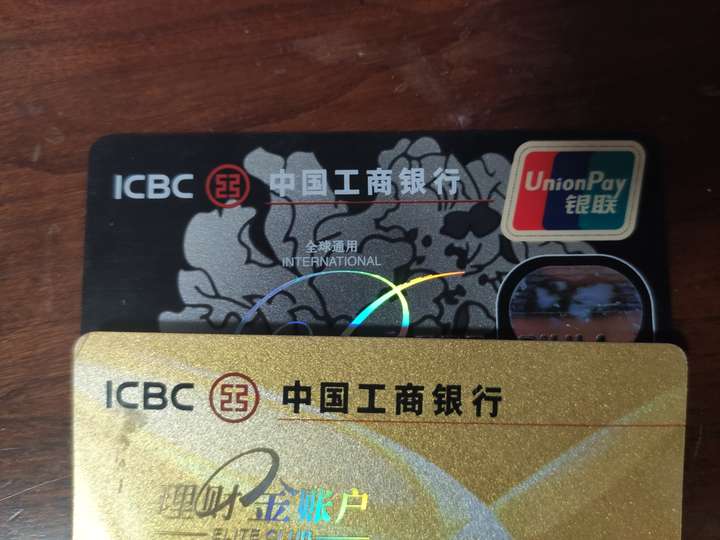 ICBC 中国工商银行
UnionPay
银联
全球通用
INTERNATIONAL
ICBC 中国工商银行
理财金账户
ELITE CLUB